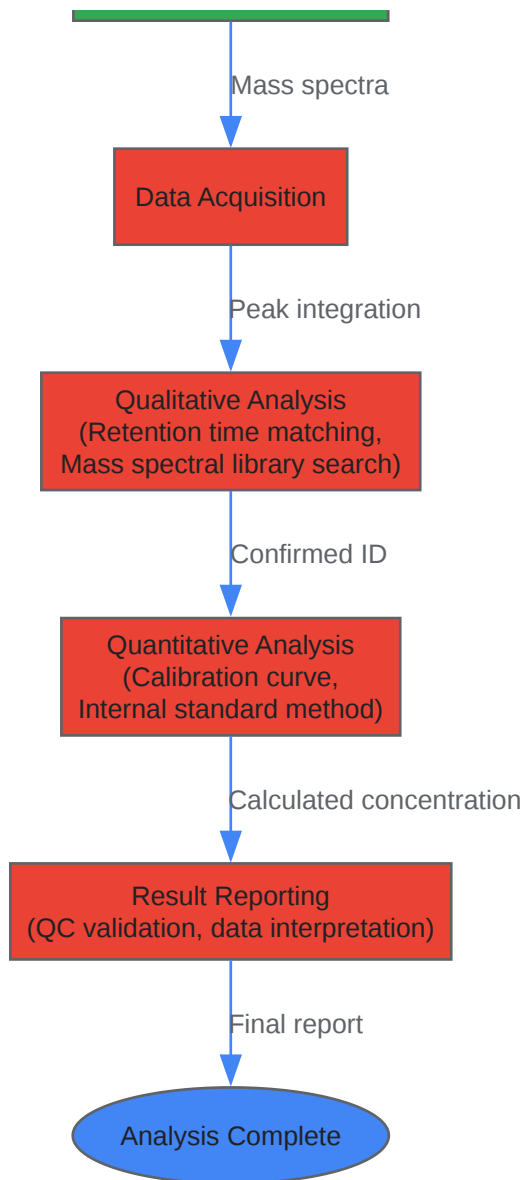 Mass spectra
Data Acquisition
Peak integration
Qualitative Analysis
(Retention time matching,
Mass spectral library search)
Confirmed ID
Quantitative Analysis
(Calibration curve,
Internal standard method)
Calculated concentration
Result Reporting
(QC validation, data interpretation)
Final report
Analysis Complete